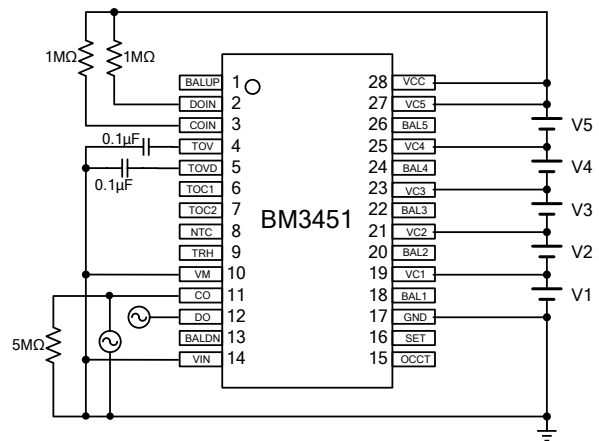 1MΩ 1MΩ
BALUP 1 28 VCC
DOIN 2 27 VC5
COIN 3 26 BAL5 V5
0.1μF TOV 4 25 VC4
0.1μF TOVD 5 24 BAL4 V4
TOC1 6 23 VC3
TOC2 7 BM3451 22 BAL3 V3
NTC 8 21 VC2
TRH 9 20 BAL2 V2
VM 10 19 VC1
CO 11 18 BAL1 V1
DO 12 17 GND
5MΩ BALDN 13 16 SET
VIN 14 15 OCCT